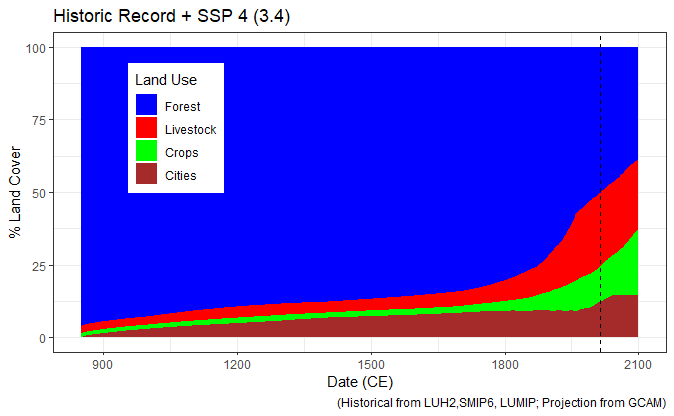 Historic Record + SSP 4 (3.4)
100
75
50
25
0
% Land Cover
Land Use
Forest
Livestock
Crops
Cities
900 1200 1500 1800 2100
Date (CE)
(Historical from LUH2,SMIP6, LUMIP; Projection from GCAM)